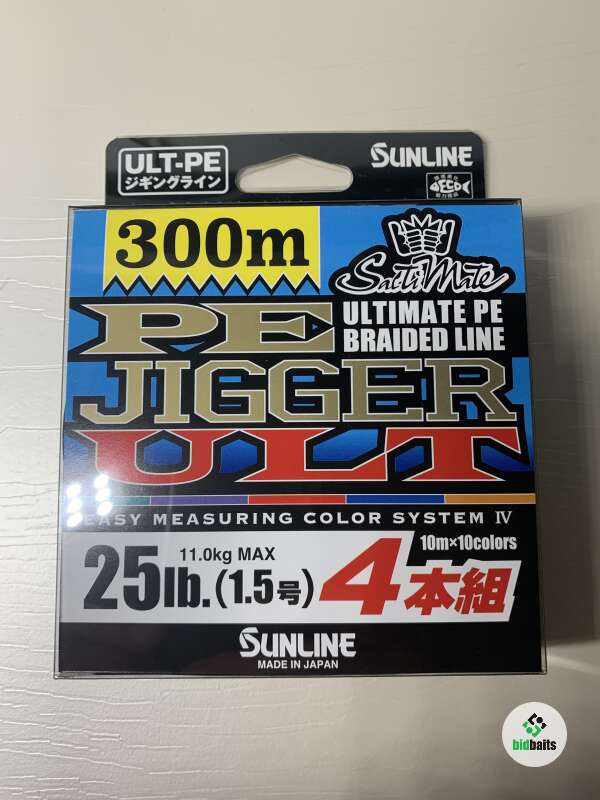 ULT-PE
ジギングライン
SUNLINE
ECO
300m
SaltiMate
ULTIMATE PE
BRAIDED LINE
PE
JIGGER
ULT
EASY MEASURING COLOR SYSTEM IV
10m×10colors
11.0kg MAX
25lb.(1.5号)
4本組
SUNLINE
MADE IN JAPAN
bidbaits